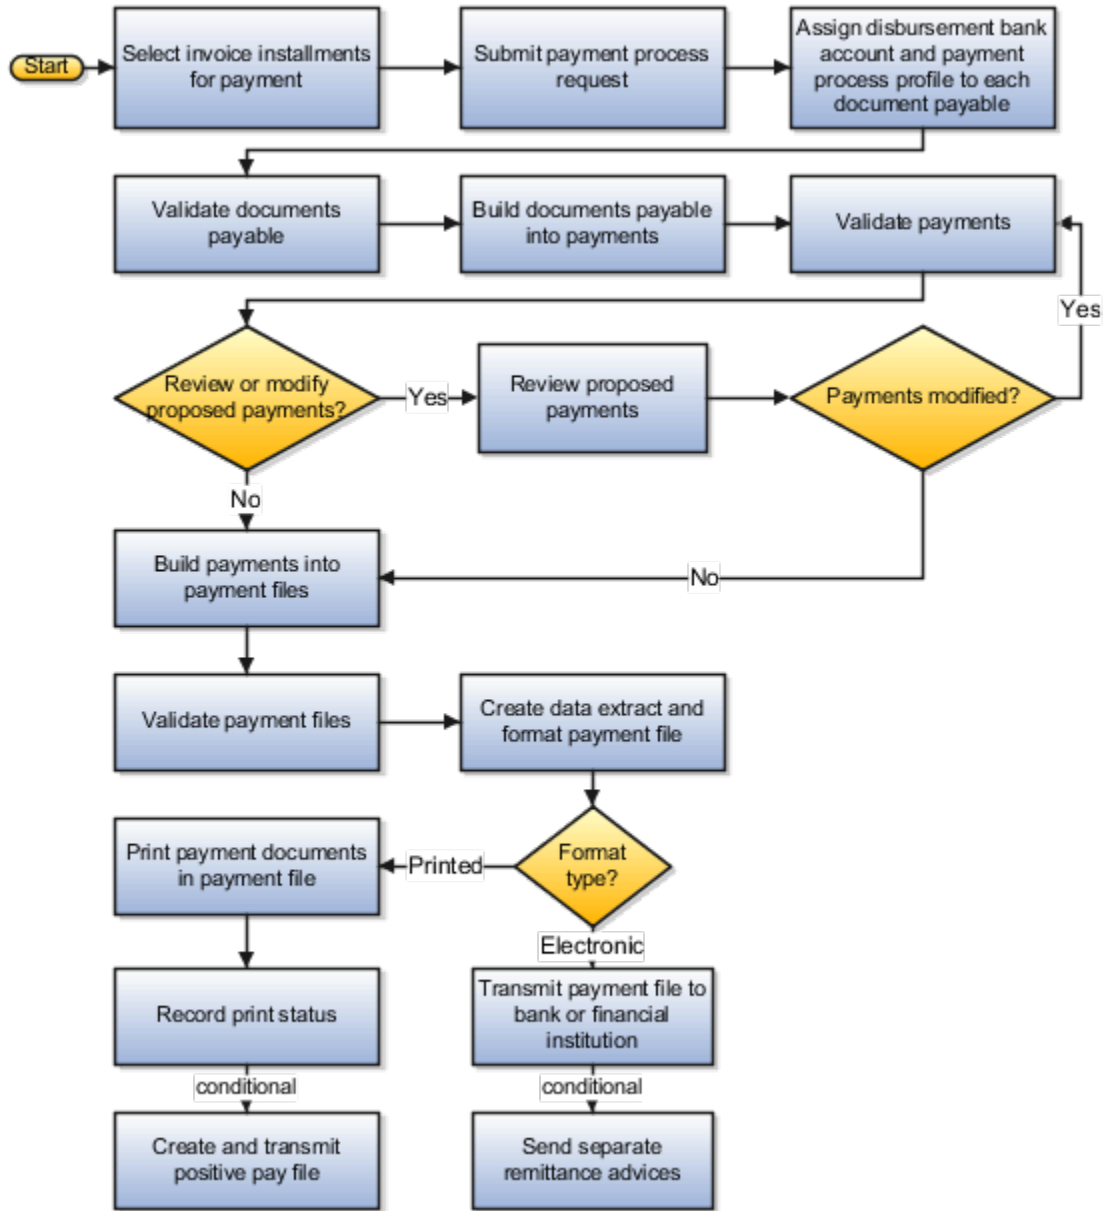 Start
Select invoice installments
for payment
Submit payment process
request
Assign disbursement bank
account and payment
process profile to each
document payable
Validate documents
payable
Build documents payable
into payments
Validate payments
Yes
Review or modify
proposed payments?
Yes
Review proposed
payments
Payments modified?
No
Build payments into
payment files
No
Validate payment files
Create data extract and
format payment file
Print payment documents
in payment file
Printed
Format
type?
Electronic
Record print status
Transmit payment file to
bank or financial
institution
conditional
conditional
Create and transmit
positive pay file
Send separate
remittance advices